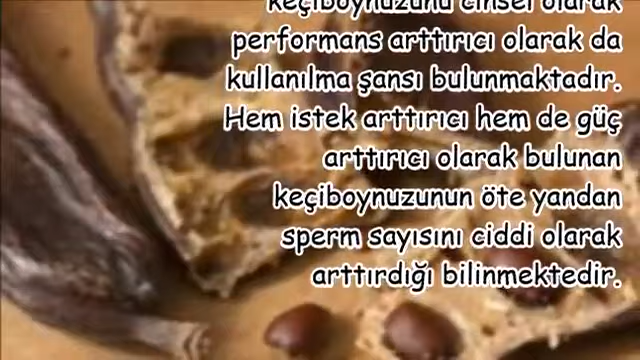 keçiboynuzunu cinsel olarak
performans arttırıcı olarak da
kullanılma şansı bulunmaktadır.
Hem istek arttırıcı hem de güç
arttırıcı olarak bulunan
keçiboynuzunun öte yandan
sperm sayısını ciddi olarak
arttırdığı bilinmektedir.